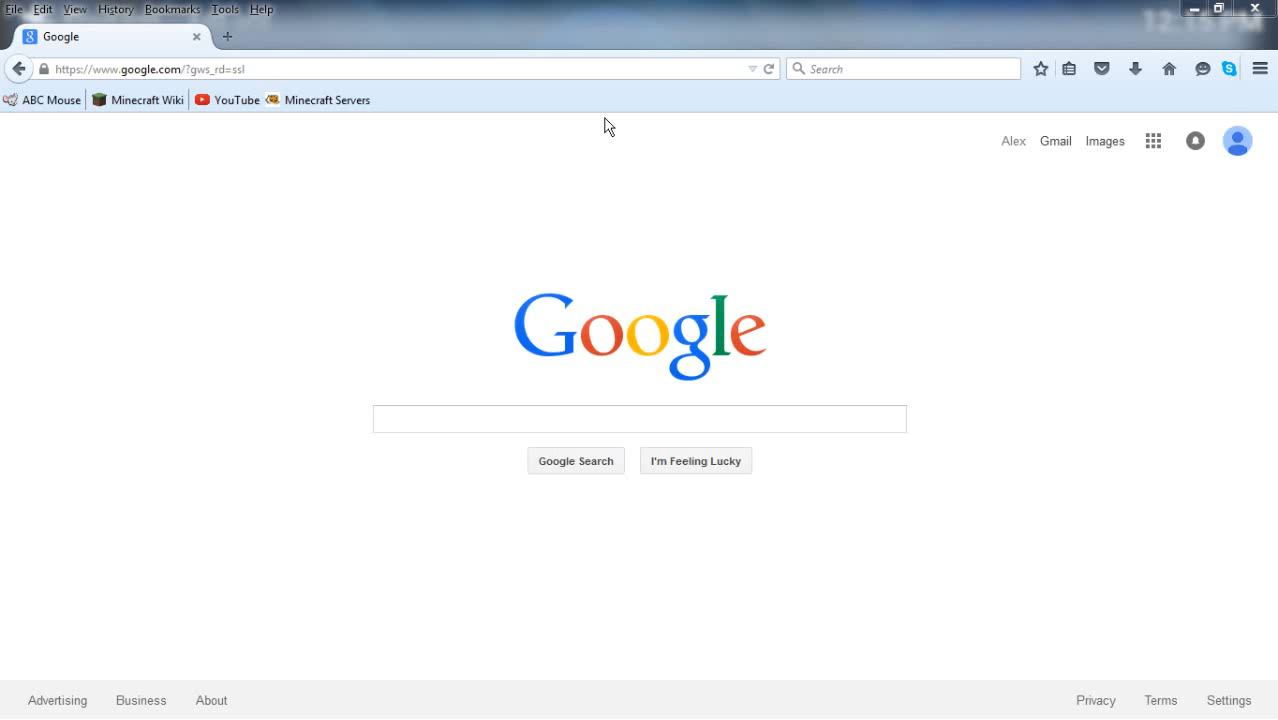 File Edit View History Bookmarks Tools Help
Google
https://www.google.com/?gws_rd=ssl
Search
ABC Mouse Minecraft Wiki YouTube Minecraft Servers
Alex Gmail Images
Google
Google Search I'm Feeling Lucky
Advertising Business About Privacy Terms Settings